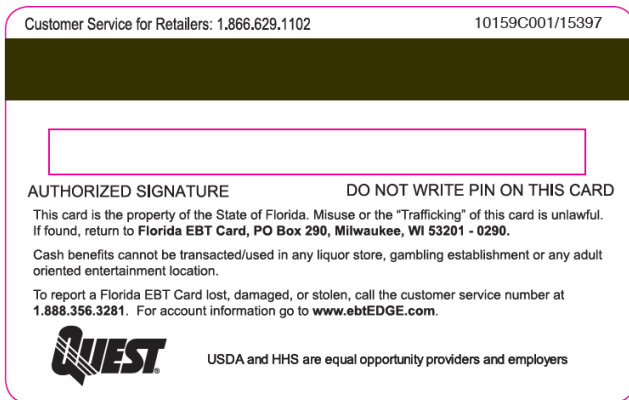 Customer Service for Retailers: 1.866.629.1102 10159C001/15397
AUTHORIZED SIGNATURE DO NOT WRITE PIN ON THIS CARD
This card is the property of the State of Florida. Misuse or the “Trafficking” of this card is unlawful.
If found, return to Florida EBT Card, PO Box 290, Milwaukee, WI 53201 - 0290.
Cash benefits cannot be transacted/used in any liquor store, gambling establishment or any adult
oriented entertainment location.
To report a Florida EBT Card lost, damaged, or stolen, call the customer service number at
1.888.356.3281. For account information go to www.ebtEDGE.com.
QUEST® USDA and HHS are equal opportunity providers and employers